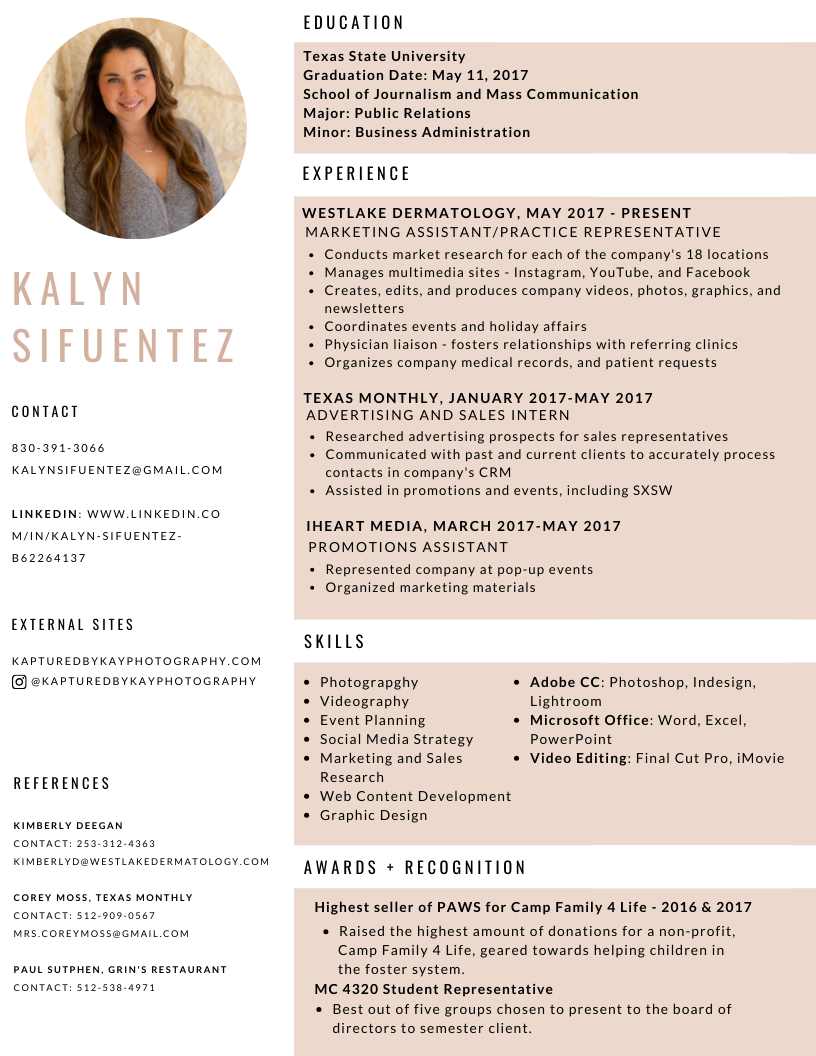 KALYN
SIFUENTEZ
CONTACT
830-391-3066
KALYNSIFUENTEZ@GMAIL.COM
LINKEDIN: WWW.LINKEDIN.CO
M/IN/KALYN-SIFUENTEZ-
B62264137
EXTERNAL SITES
KAPTUREDBYKAYPHOTOGRAPHY.COM
@KAPTUREDBYKAYPHOTOGRAPHY
REFERENCES
KIMBERLY DEEGAN
CONTACT: 253-312-4363
KIMBERLYD@WESTLAKEDERMATOLOGY.COM
COREY MOSS, TEXAS MONTHLY
CONTACT: 512-909-0567
MRS.COREYMOSS@GMAIL.COM
PAUL SUTPHEN, GRIN'S RESTAURANT
CONTACT: 512-538-4971
EDUCATION
Texas State University
Graduation Date: May 11, 2017
School of Journalism and Mass Communication
Major: Public Relations
Minor: Business Administration
EXPERIENCE
WESTLAKE DERMATOLOGY, MAY 2017 - PRESENT
MARKETING ASSISTANT/PRACTICE REPRESENTATIVE
• Conducts market research for each of the company's 18 locations
• Manages multimedia sites - Instagram, YouTube, and Facebook
• Creates, edits, and produces company videos, photos, graphics, and
newsletters
• Coordinates events and holiday affairs
• Physician liaison - fosters relationships with referring clinics
• Organizes company medical records, and patient requests
TEXAS MONTHLY, JANUARY 2017-MAY 2017
ADVERTISING AND SALES INTERN
• Researched advertising prospects for sales representatives
• Communicated with past and current clients to accurately process
contacts in company's CRM
• Assisted in promotions and events, including SXSW
IHEART MEDIA, MARCH 2017-MAY 2017
PROMOTIONS ASSISTANT
• Represented company at pop-up events
• Organized marketing materials
SKILLS
• Photograpghy
• Videography
• Event Planning
• Social Media Strategy
• Marketing and Sales
Research
• Web Content Development
• Graphic Design
• Adobe CC: Photoshop, Indesign,
Lightroom
• Microsoft Office: Word, Excel,
PowerPoint
• Video Editing: Final Cut Pro, iMovie
AWARDS + RECOGNITION
Highest seller of PAWS for Camp Family 4 Life - 2016 & 2017
• Raised the highest amount of donations for a non-profit,
Camp Family 4 Life, geared towards helping children in
the foster system.
MC 4320 Student Representative
• Best out of five groups chosen to present to the board of
directors to semester client.